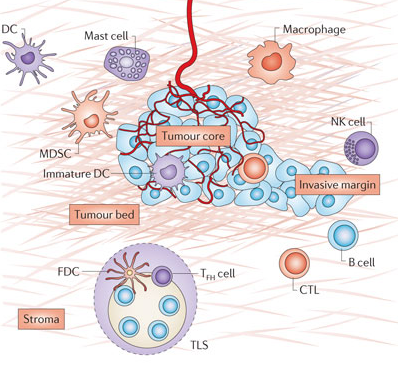 DC
Mast cell
Macrophage
NK cell
Tumour core
MDSC
Immature DC
Invasive margin
Tumour bed
B cell
FDC
TFH cell
CTL
Stroma
TLS